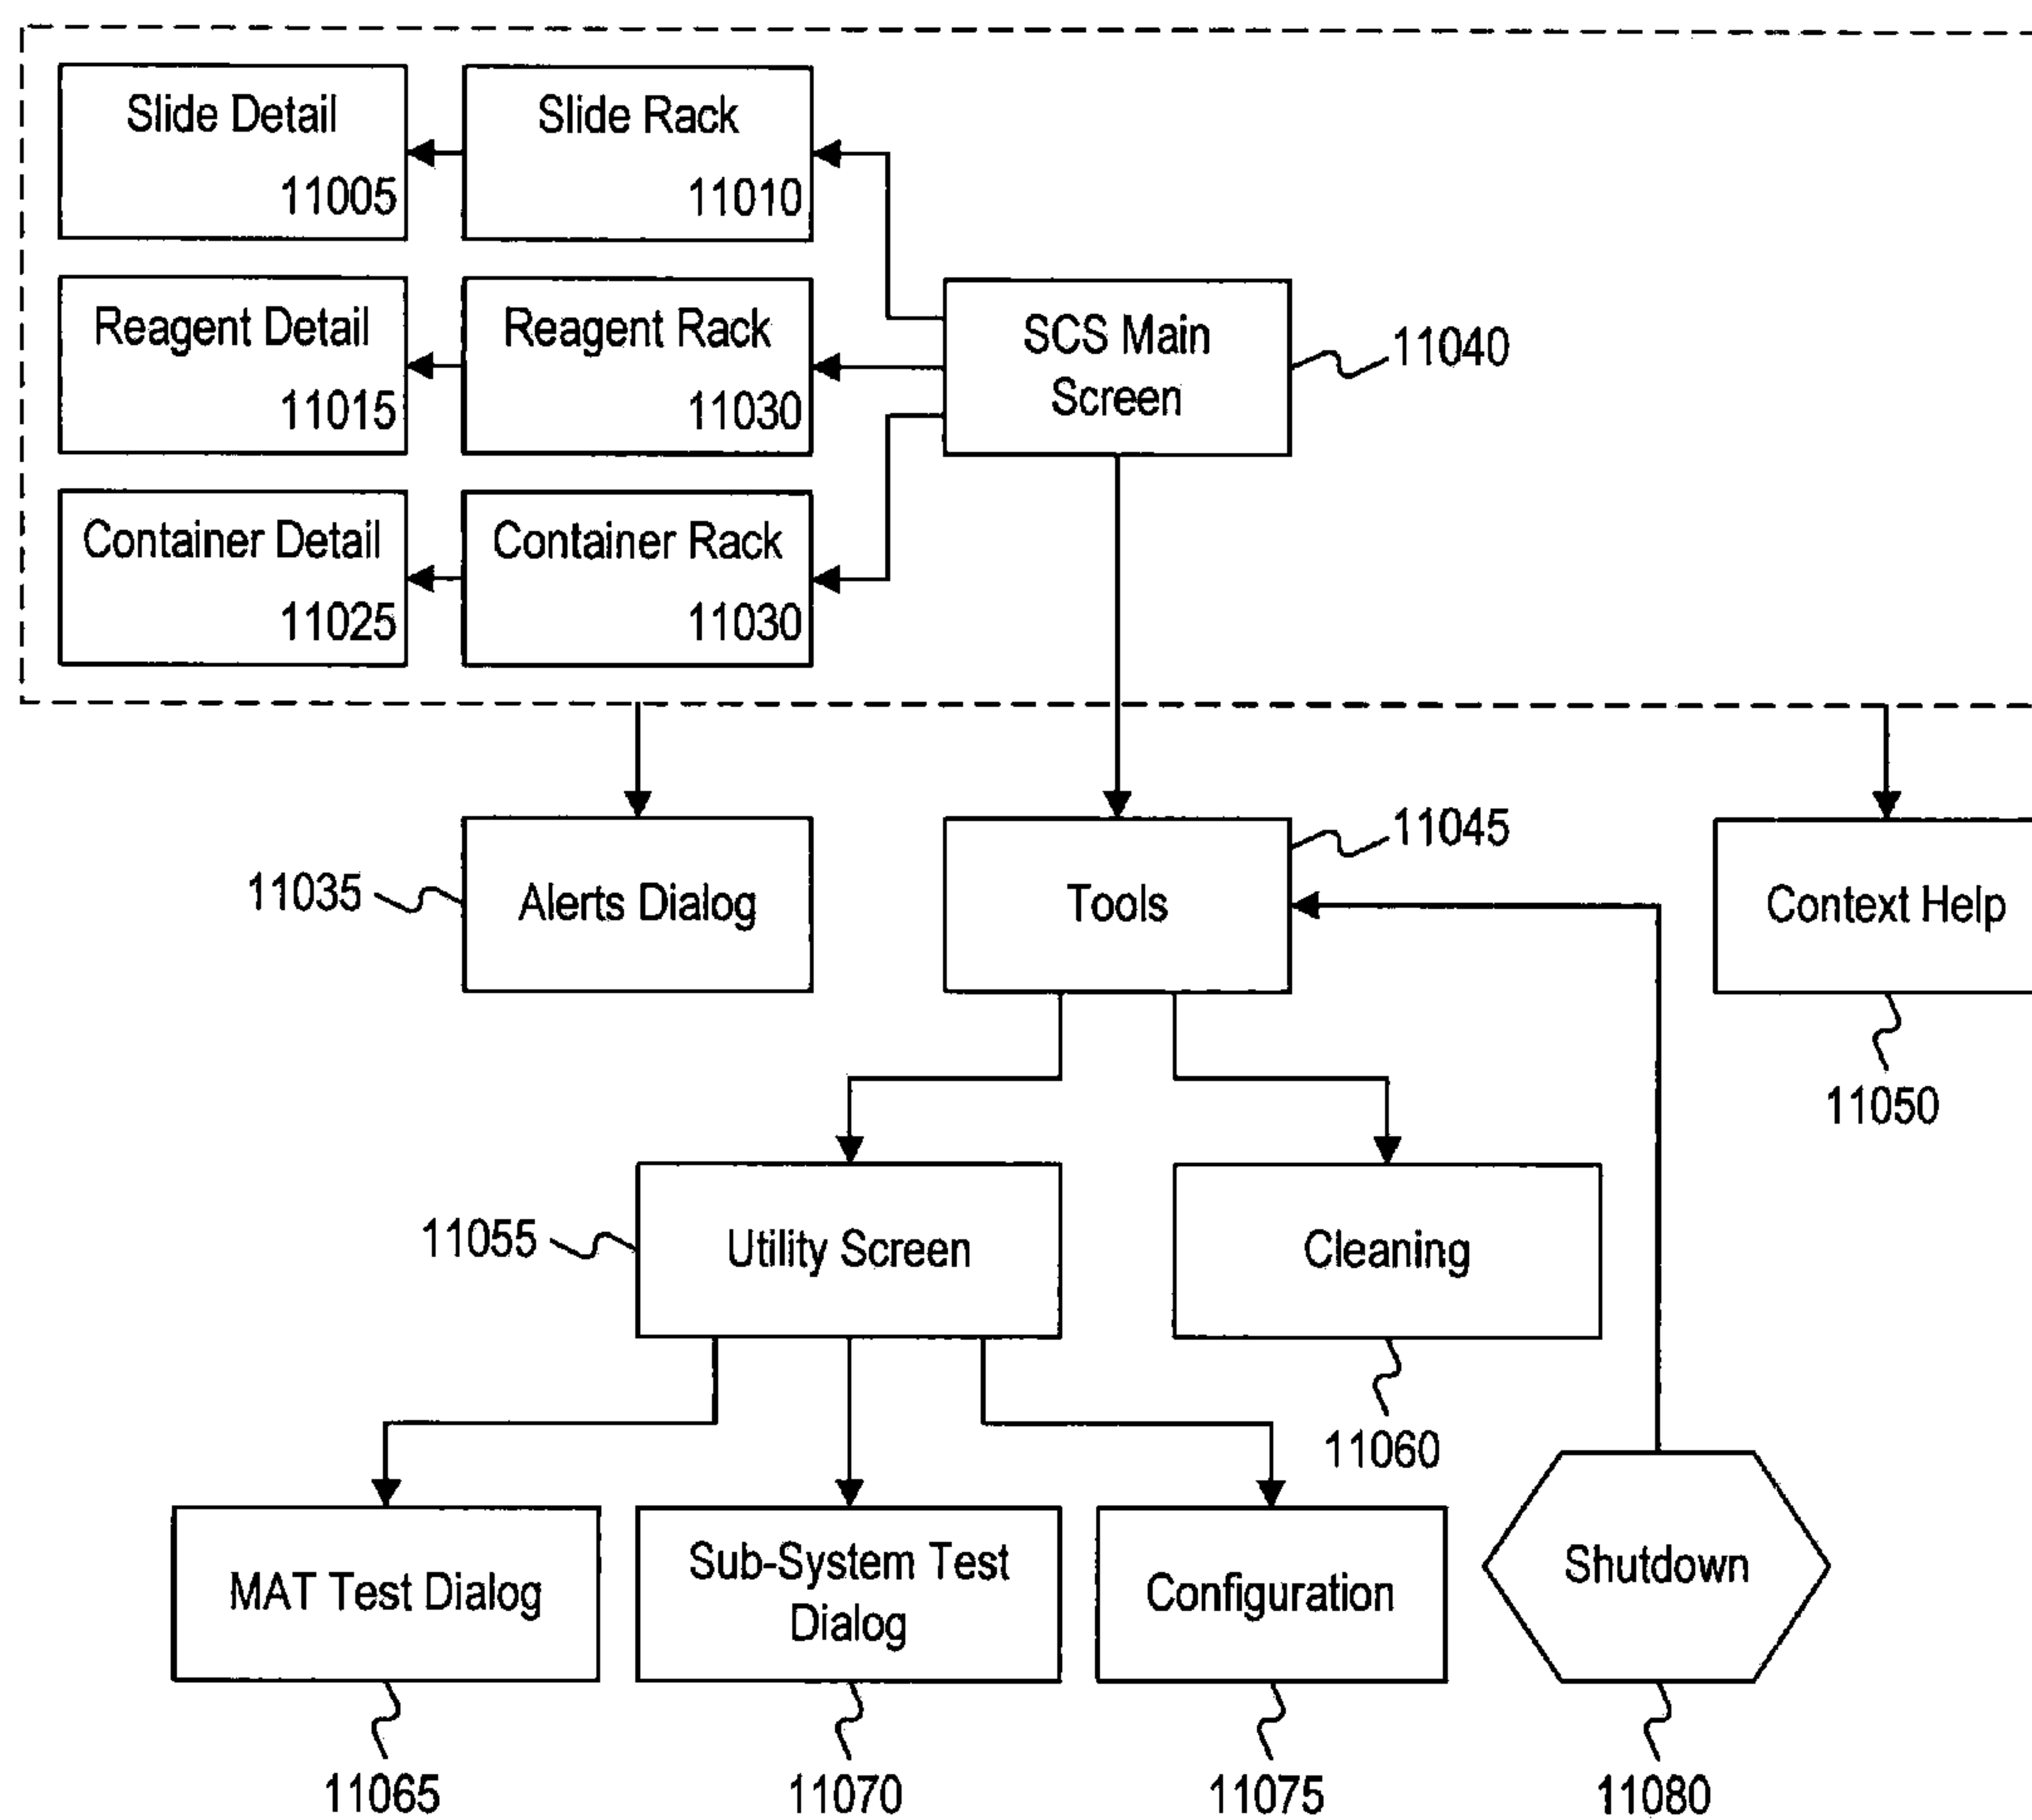 Slide Detail
11005
Slide Rack
11010
Reagent Detail
11015
Reagent Rack
11030
SCS Main
Screen
11040
Container Detail
11025
Container Rack
11030
11035
Alerts Dialog
11045
Tools
Context Help
11050
11055
Utility Screen
Cleaning
11060
MAT Test Dialog
11065
Sub-System Test
Dialog
11070
Configuration
11075
Shutdown
11080